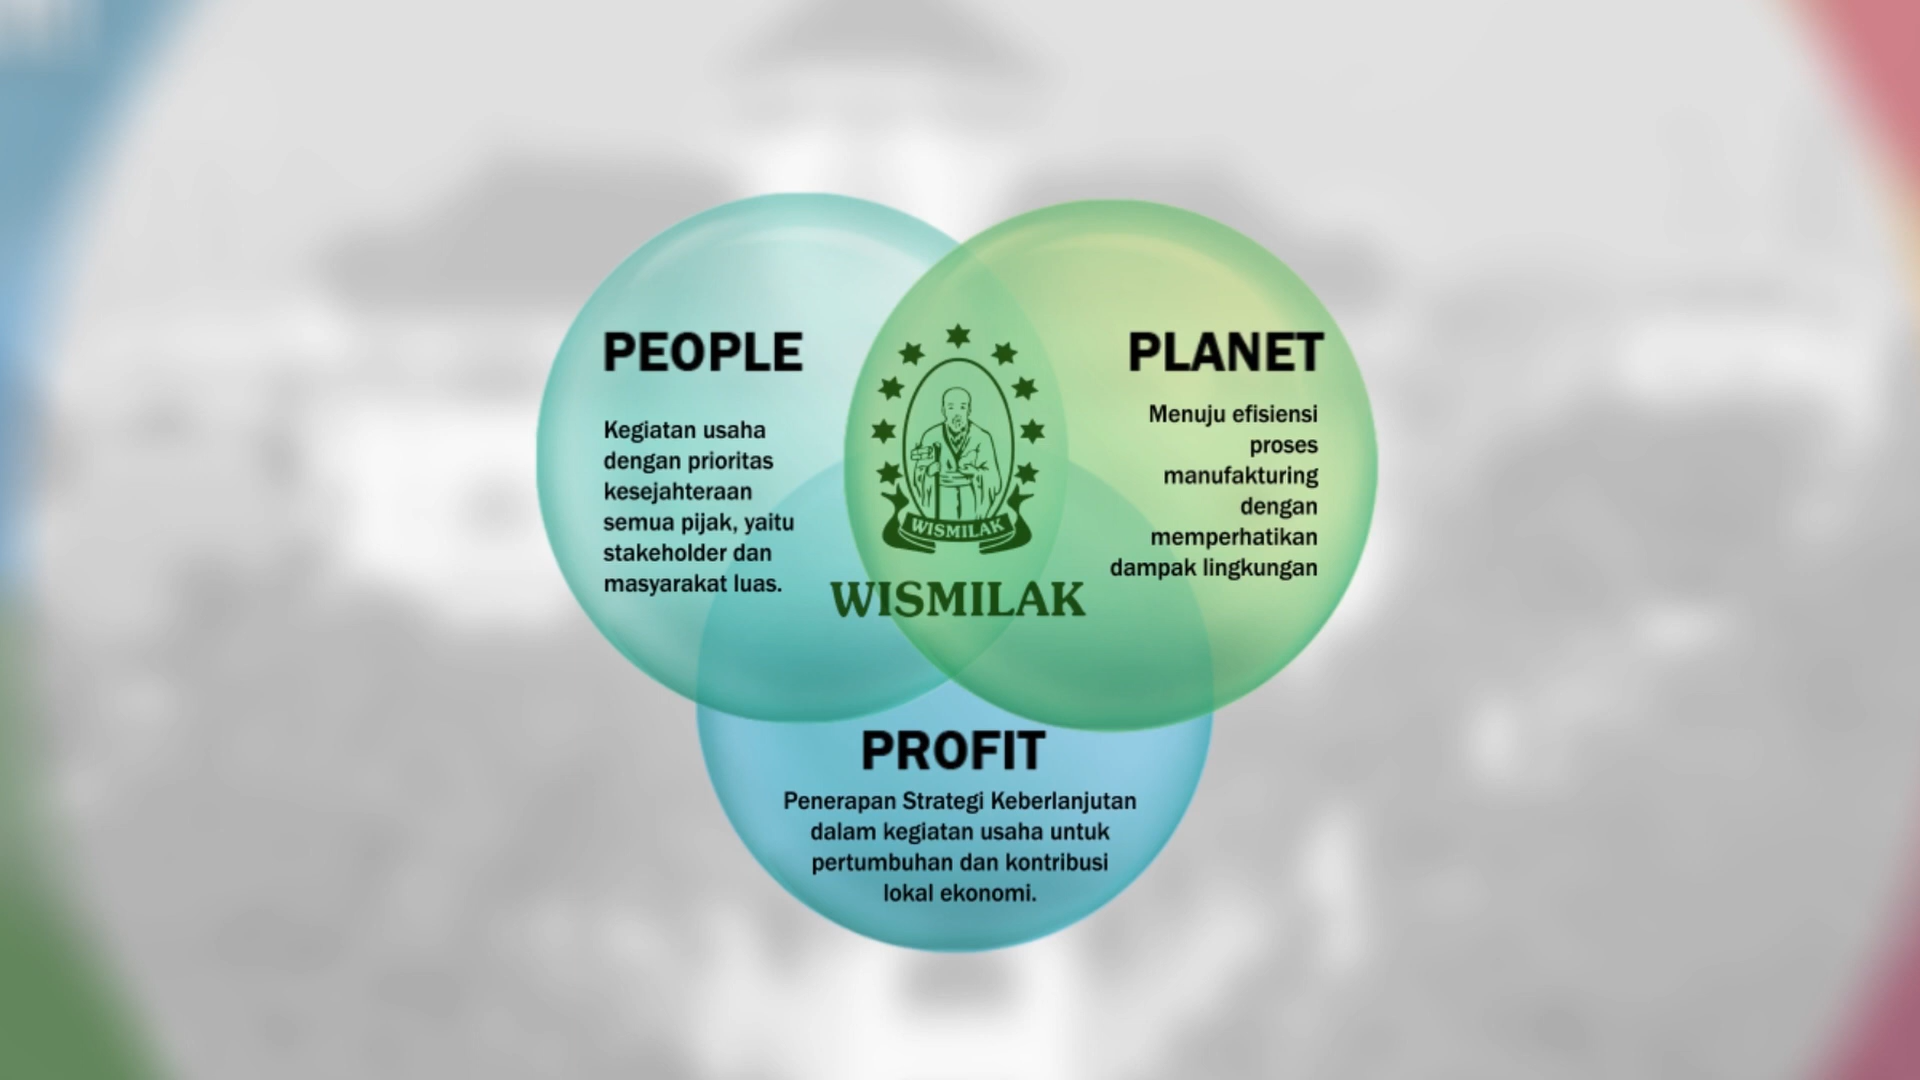 PEOPLE
Kegiatan usaha
dengan prioritas
kesejahteraan
semua pijak, yaitu
stakeholder dan
masyarakat luas.
WISMILAK
WISMILAK
PLANET
Menuju efisiensi
proses
manufakturing
dengan
memperhatikan
dampak lingkungan
PROFIT
Penerapan Strategi Keberlanjutan
dalam kegiatan usaha untuk
pertumbuhan dan kontribusi
lokal ekonomi.